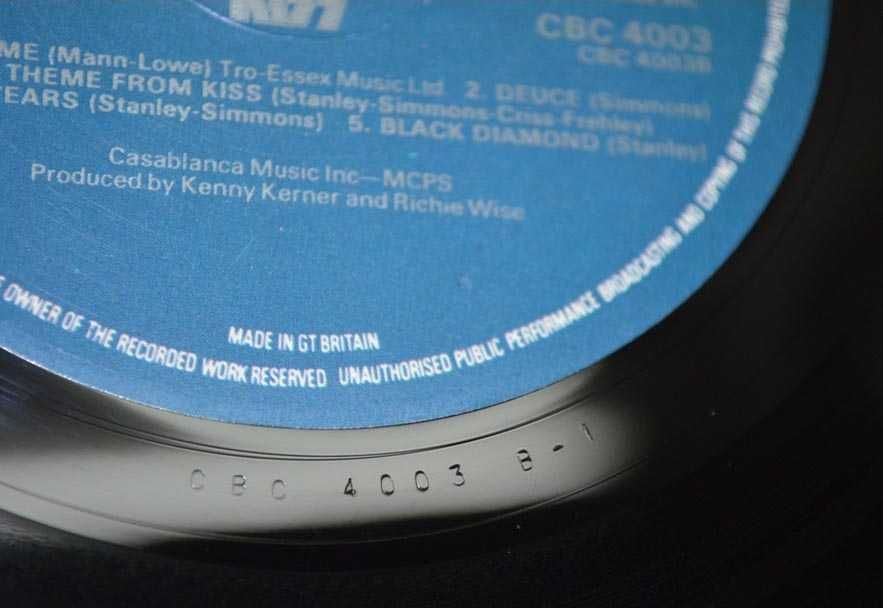 KISS
CBC 4003
CBC 4003B
ME (Mann-Lowe) Tro-Essex Music Ltd 2. DEUCE (Simmons)
THEME FROM KISS (Stanley-Simmons-Criss-Frehley)
EARS (Stanley-Simmons) 5. BLACK DIAMOND (Stanley)
Casablanca Music Inc—MCPS
Produced by Kenny Kerner and Richie Wise
MADE IN GT BRITAIN
OWNER OF THE RECORDED WORK RESERVED UNAUTHORISED PUBLIC PERFORMANCE BROADCASTING AND COPYING OF THIS RECORD PROHIBITED
CBC 4003 B-1